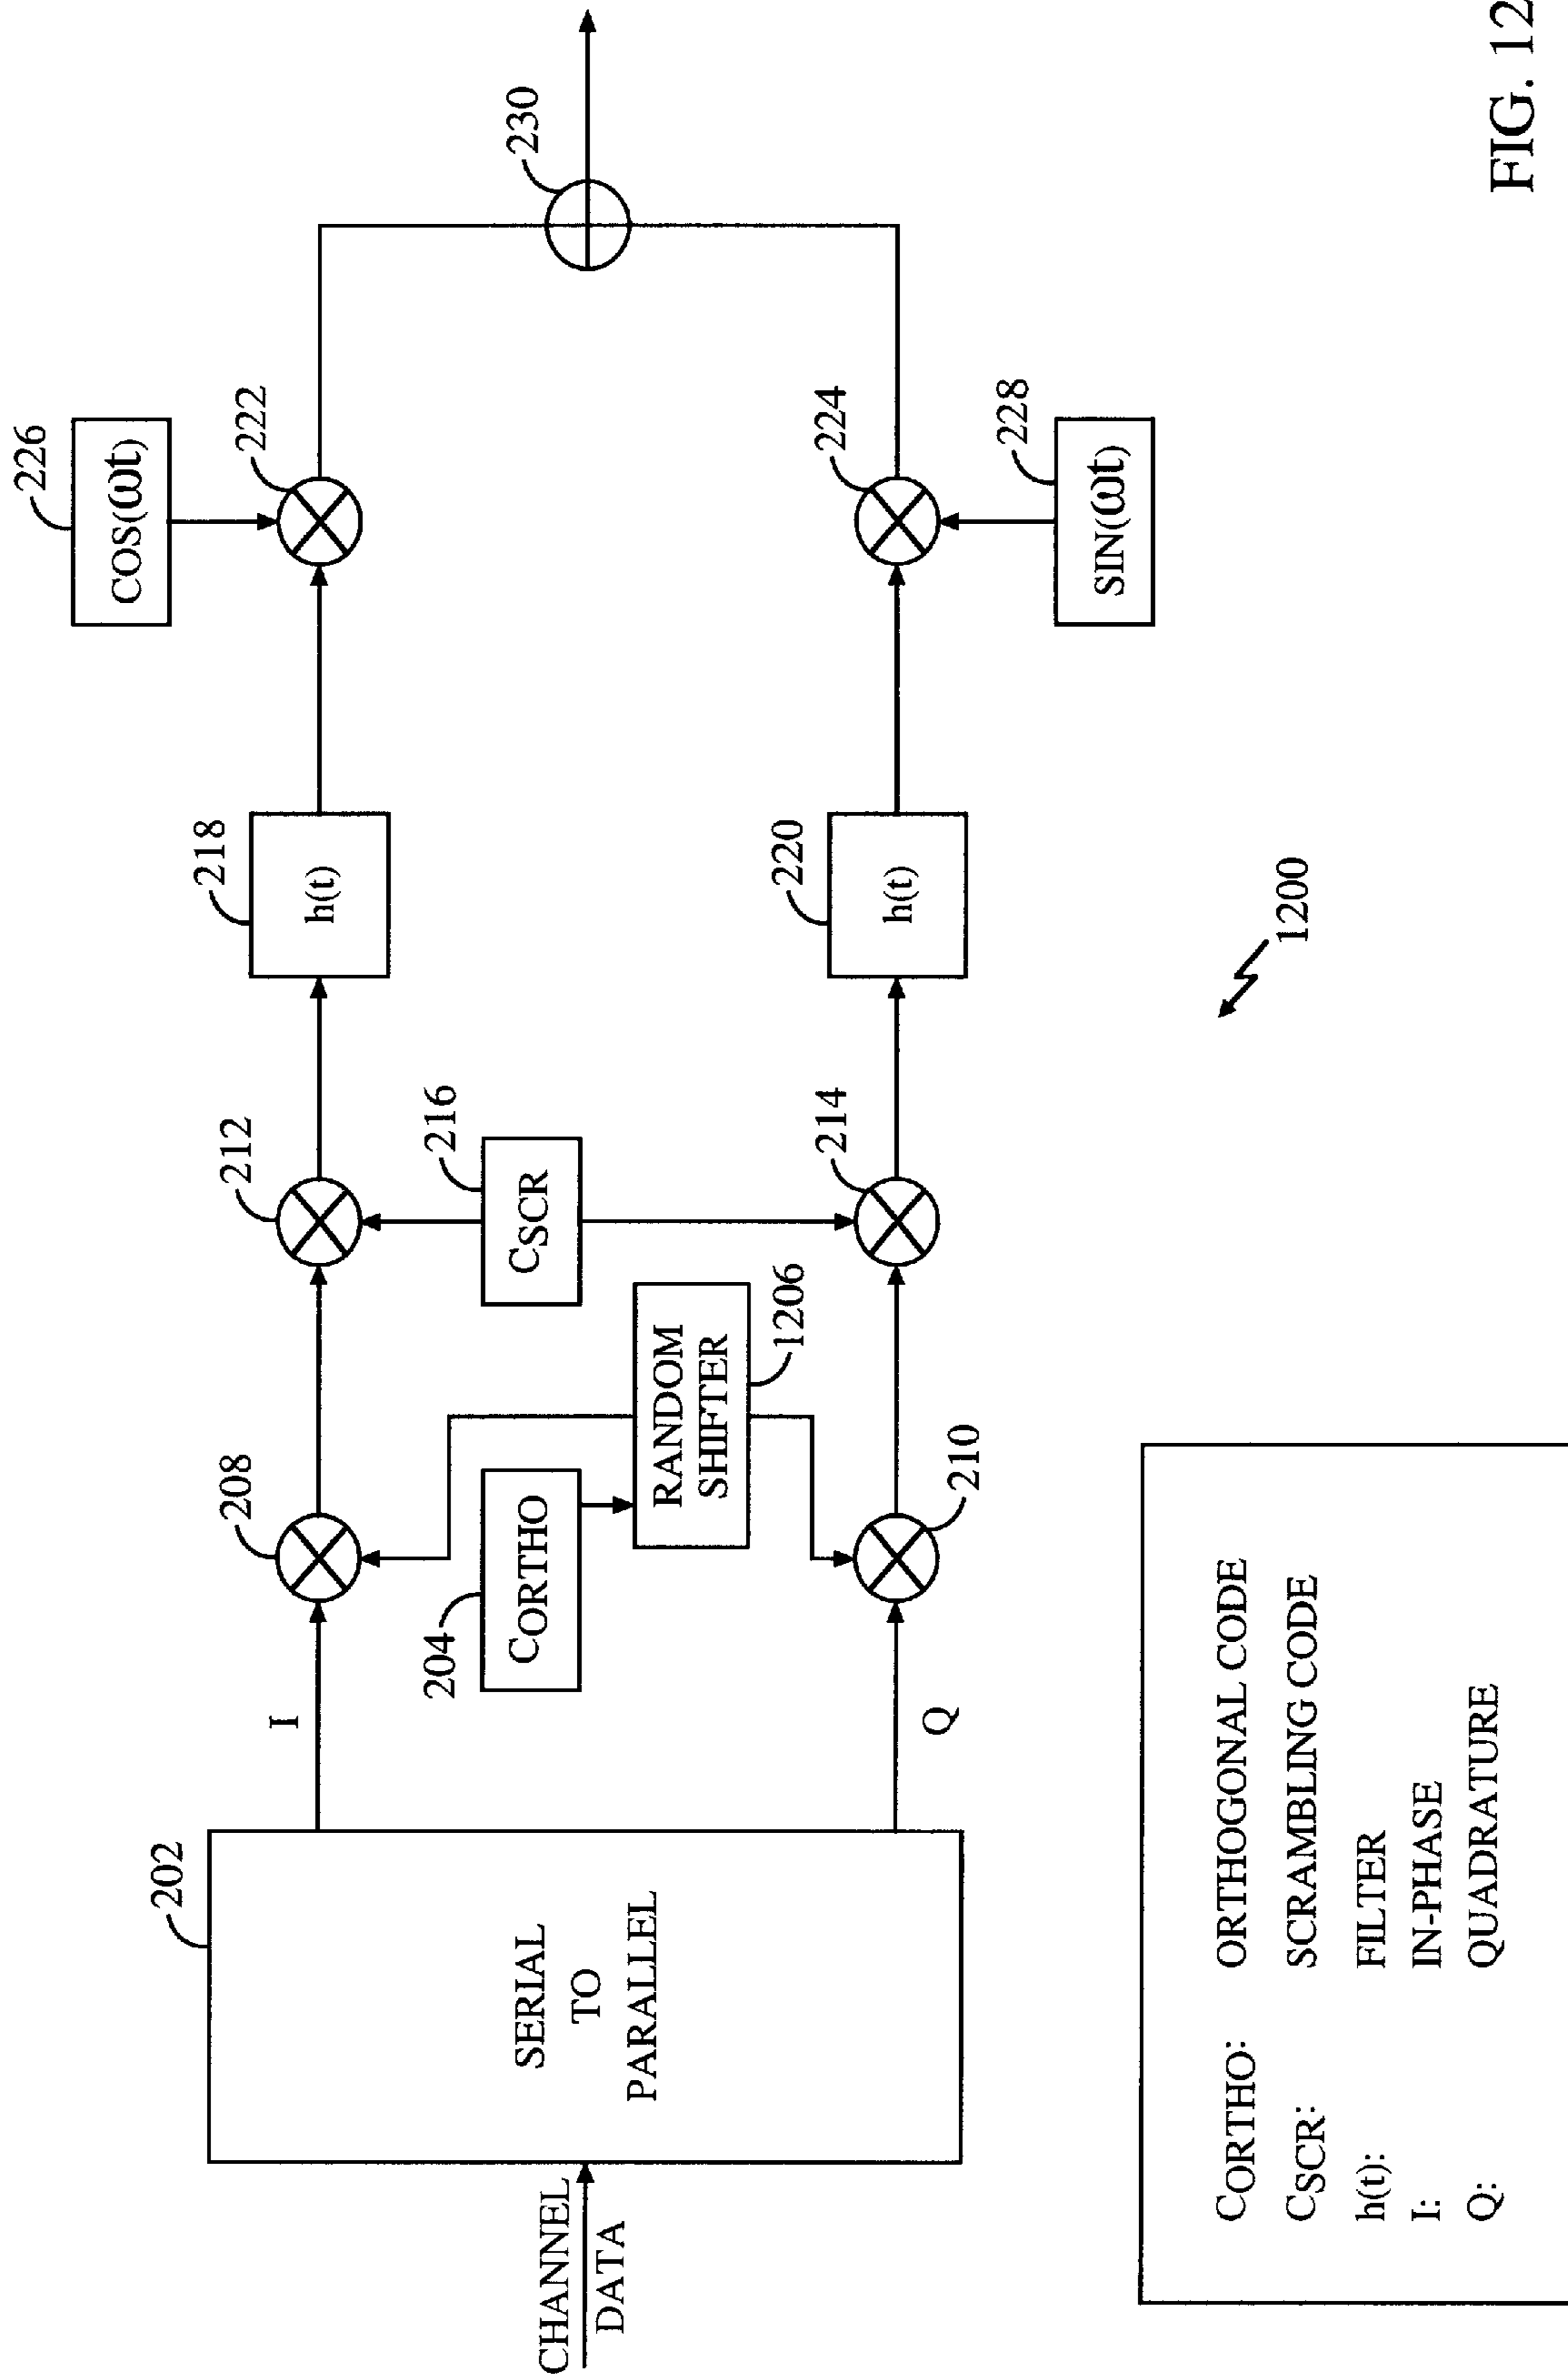 CHANNEL
DATA
202
SERIAL
TO
PARALLEL
I
Q
208
204
CORTHO
210
RANDOM
SHIFTER
1206
212
216
CSCR
214
218
h(t)
220
h(t)
226
COS(ωt)
222
224
228
SIN(ωt)
230
1200
CORTHO: ORTHOGONAL CODE
CSCR: SCRAMBLING CODE
h(t): FILTER
I: IN-PHASE
Q: QUADRATURE
FIG. 12